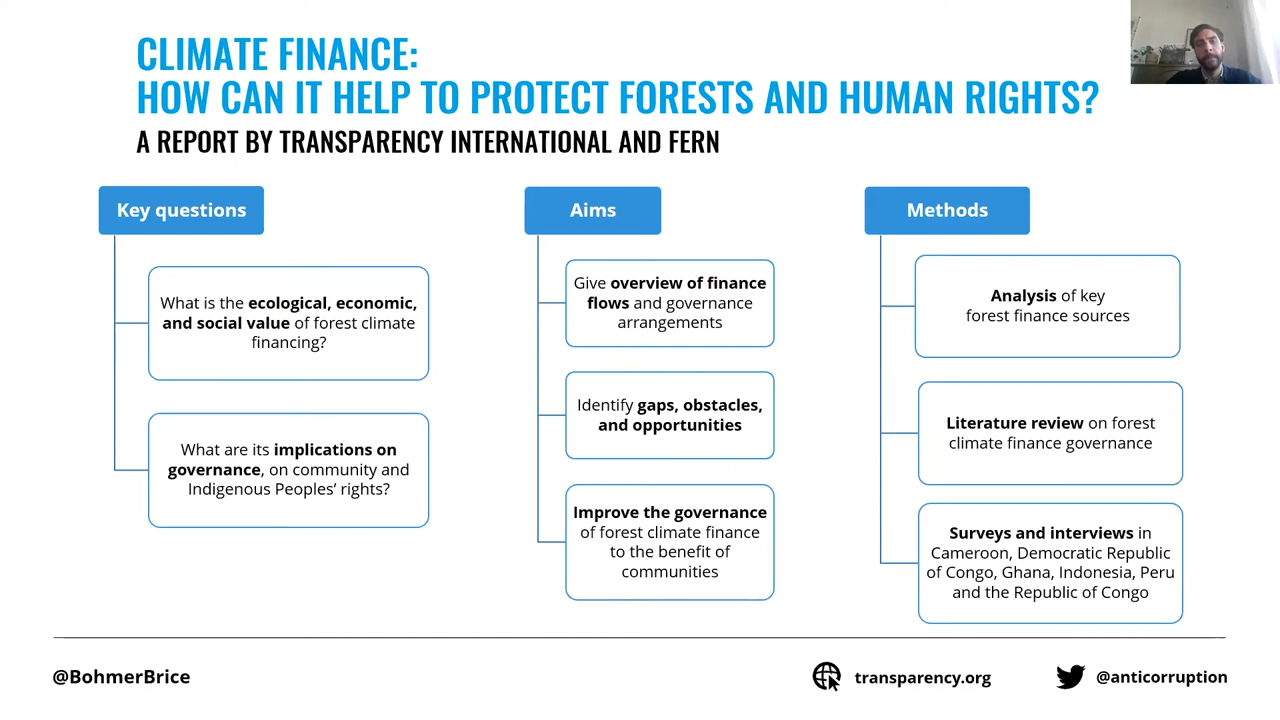 CLIMATE FINANCE:
HOW CAN IT HELP TO PROTECT FORESTS AND HUMAN RIGHTS?
A REPORT BY TRANSPARENCY INTERNATIONAL AND FERN
Key questions
What is the ecological, economic,
and social value of forest climate
financing?
What are its implications on
governance, on community and
Indigenous Peoples’ rights?
Aims
Give overview of finance
flows and governance
arrangements
Identify gaps, obstacles,
and opportunities
Improve the governance
of forest climate finance
to the benefit of
communities
Methods
Analysis of key
forest finance sources
Literature review on forest
climate finance governance
Surveys and interviews in
Cameroon, Democratic Republic
of Congo, Ghana, Indonesia, Peru
and the Republic of Congo
@BohmerBrice
transparency.org
@anticorruption